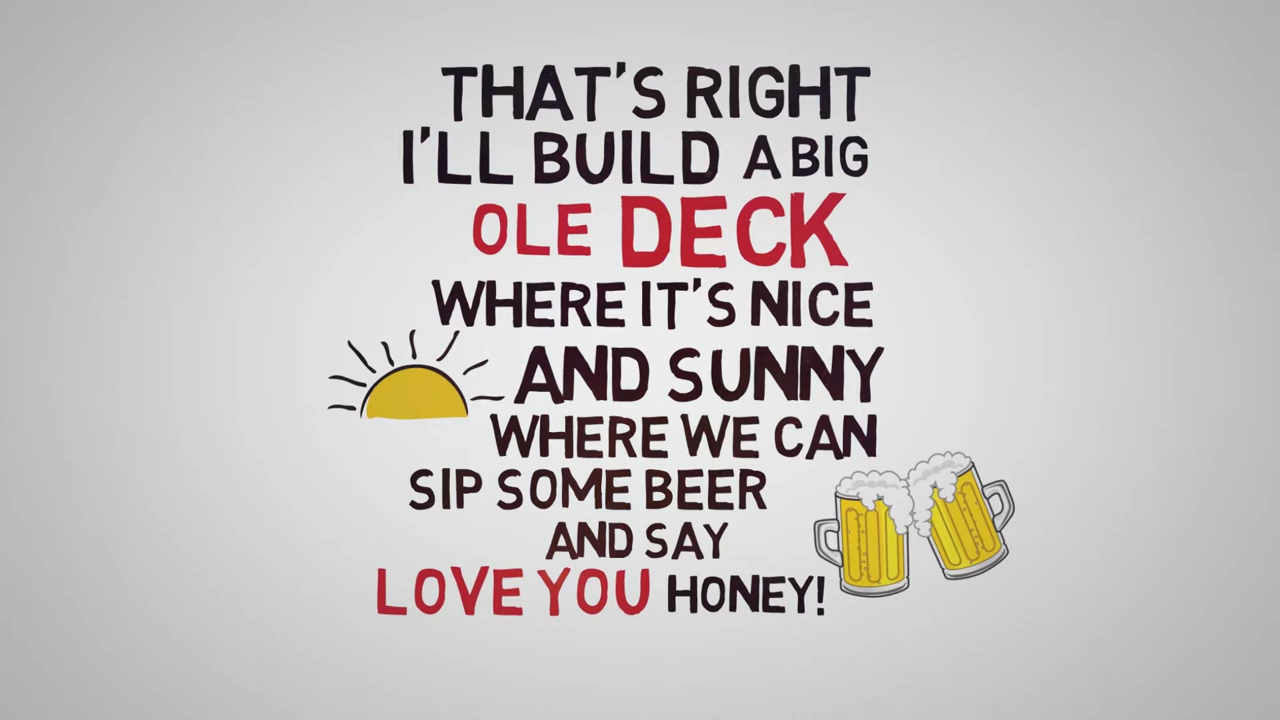 THAT'S RIGHT
I'LL BUILD A BIG
OLE DECK
WHERE IT'S NICE
AND SUNNY
WHERE WE CAN
SIP SOME BEER
AND SAY
LOVE YOU HONEY!